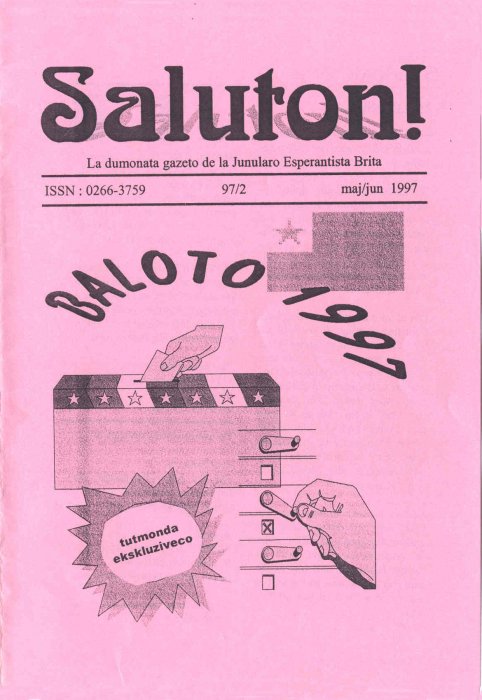 Saluton!
La dumonata gazeto de la Junularo Esperantista Brita
ISSN : 0266-3759 97/2 maj/jun 1997
BALOTO 1997
tutmonda
ekskluziveco